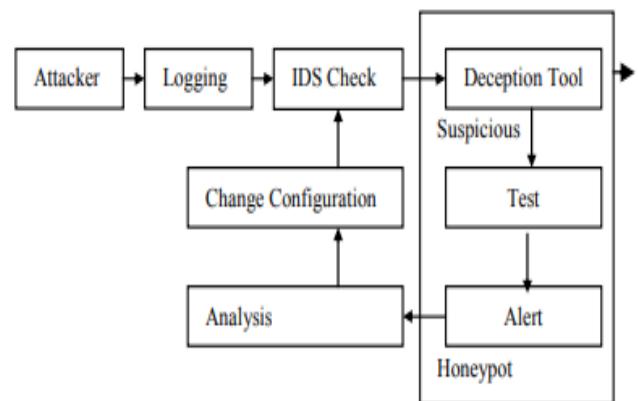 Attacker
Logging
IDS Check
Deception Tool
Suspicious
Change Configuration
Test
Analysis
Alert
Honeypot